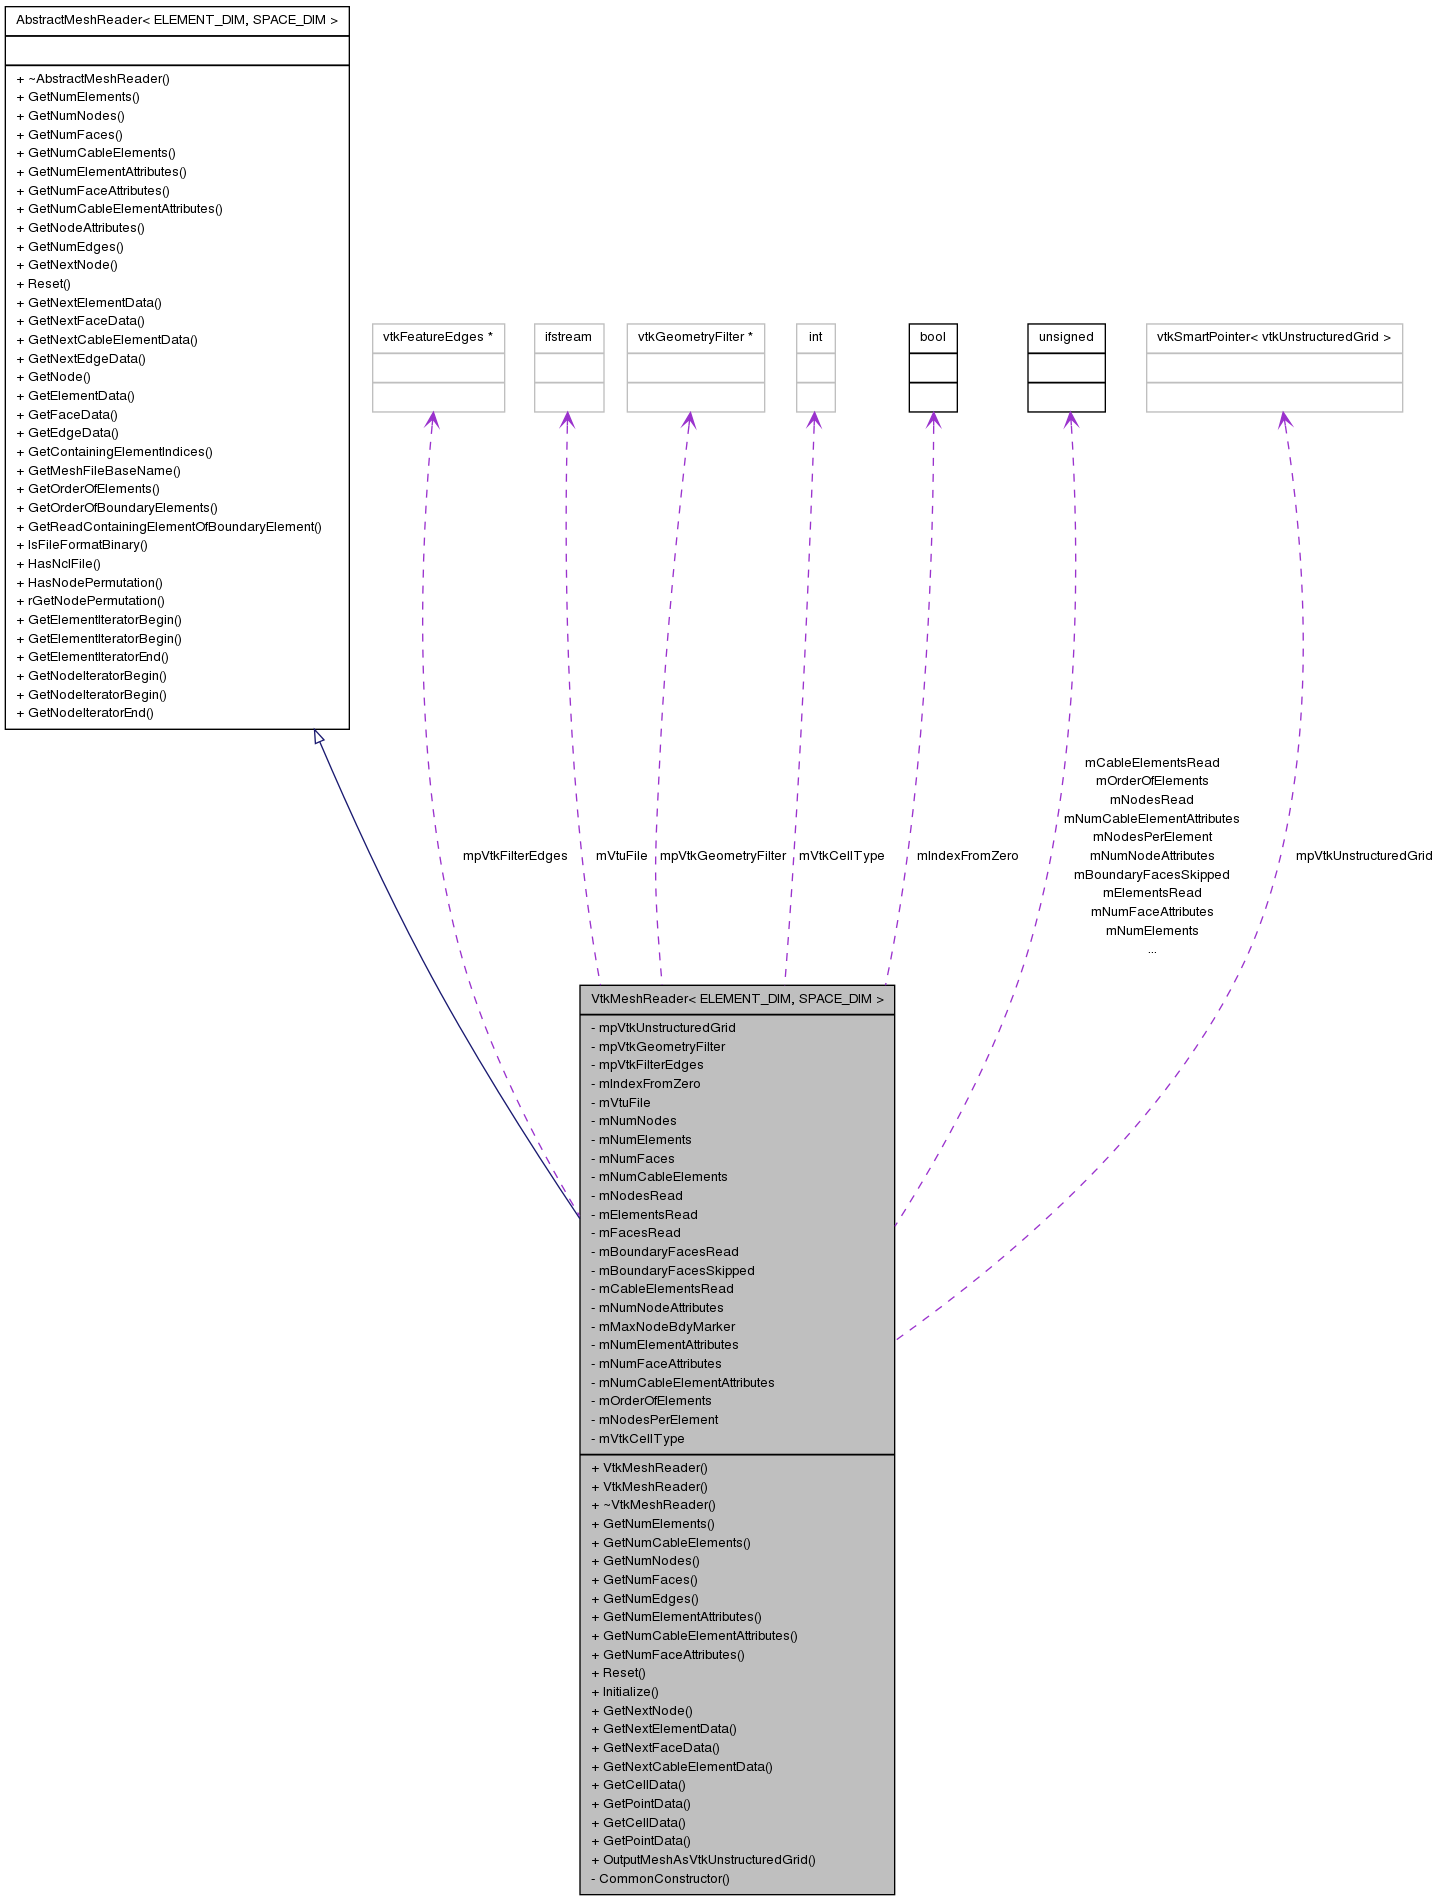 AbstractMeshReader< ELEMENT_DIM, SPACE_DIM >
+ ~AbstractMeshReader()
+ GetNumElements()
+ GetNumNodes()
+ GetNumFaces()
+ GetNumCableElements()
+ GetNumElementAttributes()
+ GetNumFaceAttributes()
+ GetNumCableElementAttributes()
+ GetNodeAttributes()
+ GetNumEdges()
+ GetNextNode()
+ Reset()
+ GetNextElementData()
+ GetNextFaceData()
+ GetNextCableElementData()
+ GetNextEdgeData()
+ GetNode()
+ GetElementData()
+ GetFaceData()
+ GetEdgeData()
+ GetContainingElementIndices()
+ GetMeshFileBaseName()
+ GetOrderOfElements()
+ GetOrderOfBoundaryElements()
+ GetReadContainingElementOfBoundaryElement()
+ IsFileFormatBinary()
+ HasNclFile()
+ HasNodePermutation()
+ rGetNodePermutation()
+ GetElementIteratorBegin()
+ GetElementIteratorBegin()
+ GetElementIteratorEnd()
+ GetNodeIteratorBegin()
+ GetNodeIteratorBegin()
+ GetNodeIteratorEnd()
vtkFeatureEdges *
ifstream
vtkGeometryFilter *
int
bool
unsigned
vtkSmartPointer< vtkUnstructuredGrid >
mpVtkFilterEdges
mVtuFile
mpVtkGeometryFilter
mVtkCellType
mIndexFromZero
mCableElementsRead
mOrderOfElements
mNodesRead
mNumCableElementAttributes
mNodesPerElement
mNumNodeAttributes
mBoundaryFacesSkipped
mElementsRead
mNumFaceAttributes
mNumElements
...
mpVtkUnstructuredGrid
VtkMeshReader< ELEMENT_DIM, SPACE_DIM >
- mpVtkUnstructuredGrid
- mpVtkGeometryFilter
- mpVtkFilterEdges
- mIndexFromZero
- mVtuFile
- mNumNodes
- mNumElements
- mNumFaces
- mNumCableElements
- mNodesRead
- mElementsRead
- mFacesRead
- mBoundaryFacesRead
- mBoundaryFacesSkipped
- mCableElementsRead
- mNumNodeAttributes
- mMaxNodeBdyMarker
- mNumElementAttributes
- mNumFaceAttributes
- mNumCableElementAttributes
- mOrderOfElements
- mNodesPerElement
- mVtkCellType
+ VtkMeshReader()
+ VtkMeshReader()
+ ~VtkMeshReader()
+ GetNumElements()
+ GetNumCableElements()
+ GetNumNodes()
+ GetNumFaces()
+ GetNumEdges()
+ GetNumElementAttributes()
+ GetNumCableElementAttributes()
+ GetNumFaceAttributes()
+ Reset()
+ Initialize()
+ GetNextNode()
+ GetNextElementData()
+ GetNextFaceData()
+ GetNextCableElementData()
+ GetCellData()
+ GetPointData()
+ GetCellData()
+ GetPointData()
+ OutputMeshAsVtkUnstructuredGrid()
- CommonConstructor()